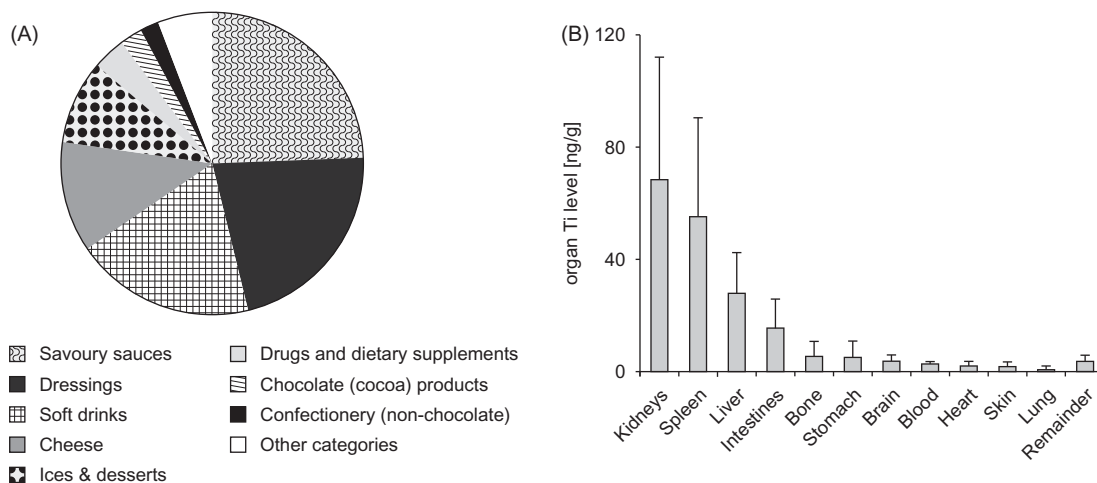 (A)
Savoury sauces
Dressings
Soft drinks
Cheese
Ices & desserts
Drugs and dietary supplements
Chocolate (cocoa) products
Confectionery (non-chocolate)
Other categories
(B)
organ Ti level [ng/g]
120
80
40
0
Kidneys
Spleen
Liver
Intestines
Bone
Stomach
Brain
Blood
Heart
Skin
Lung
Remainder